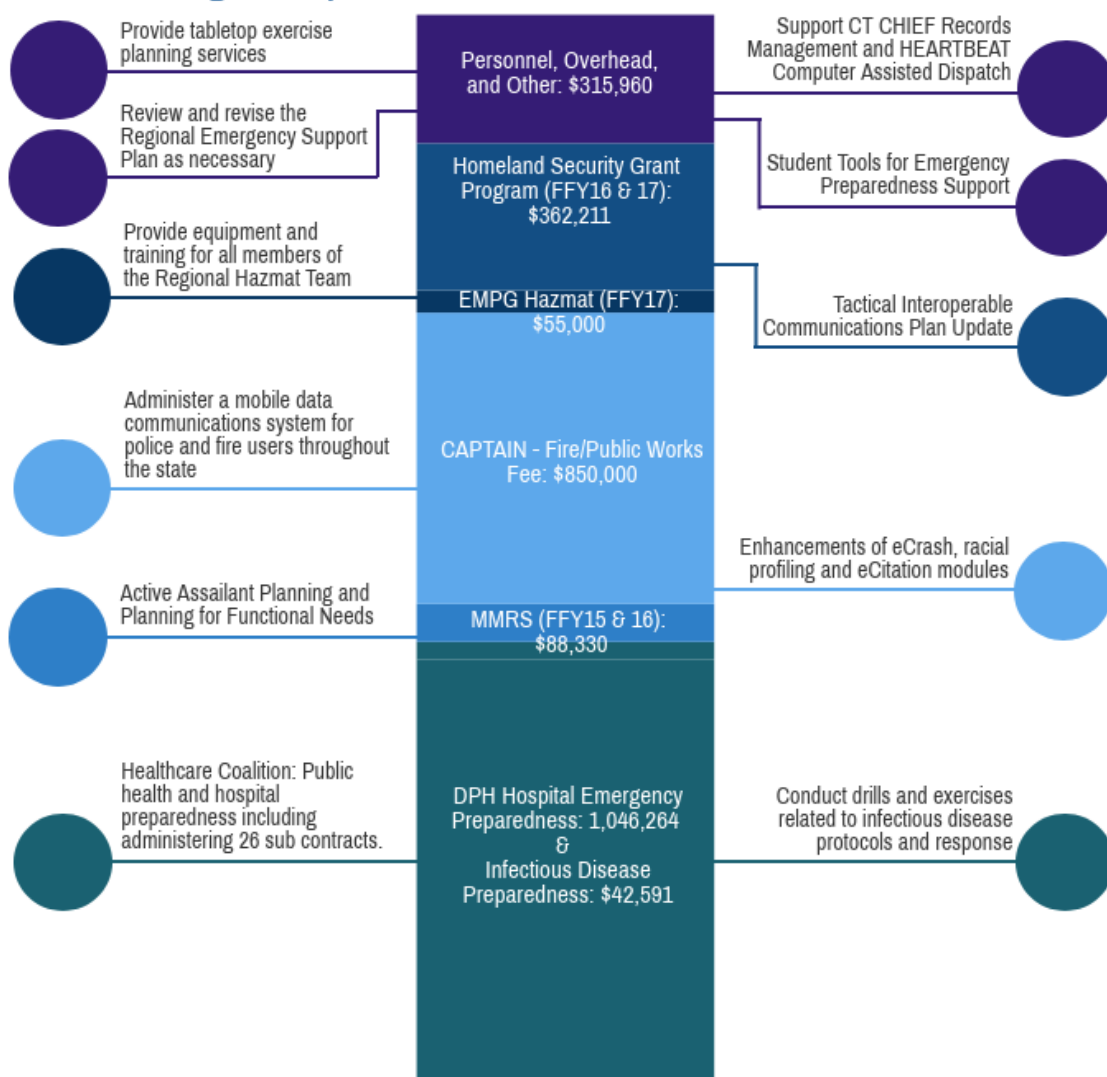 Provide tabletop exercise
planning services
Review and revise the
Regional Emergency Support
Plan as necessary
Provide equipment and
training for all members of
the Regional Hazmat Team
Administer a mobile data
communications system for
police and fire users throughout
the state
Active Assailant Planning and
Planning for Functional Needs
Healthcare Coalition: Public
health and hospital
preparedness including
administering 26 sub contracts.
Personnel, Overhead,
and Other: $315,960
Homeland Security Grant
Program (FFY16 & 17):
$362,211
EMPG Hazmat (FFY17):
$55,000
CAPTAIN - Fire/Public Works
Fee: $850,000
MMRS (FFY15 & 16):
$88,330
DPH Hospital Emergency
Preparedness: 1,046,264
&
Infectious Disease
Preparedness: $42,591
Support CT CHIEF Records
Management and HEARTBEAT
Computer Assisted Dispatch
Student Tools for Emergency
Preparedness Support
Tactical Interoperable
Communications Plan Update
Enhancements of eCrash, racial
profiling and eCitation modules
Conduct drills and exercises
related to infectious disease
protocols and response